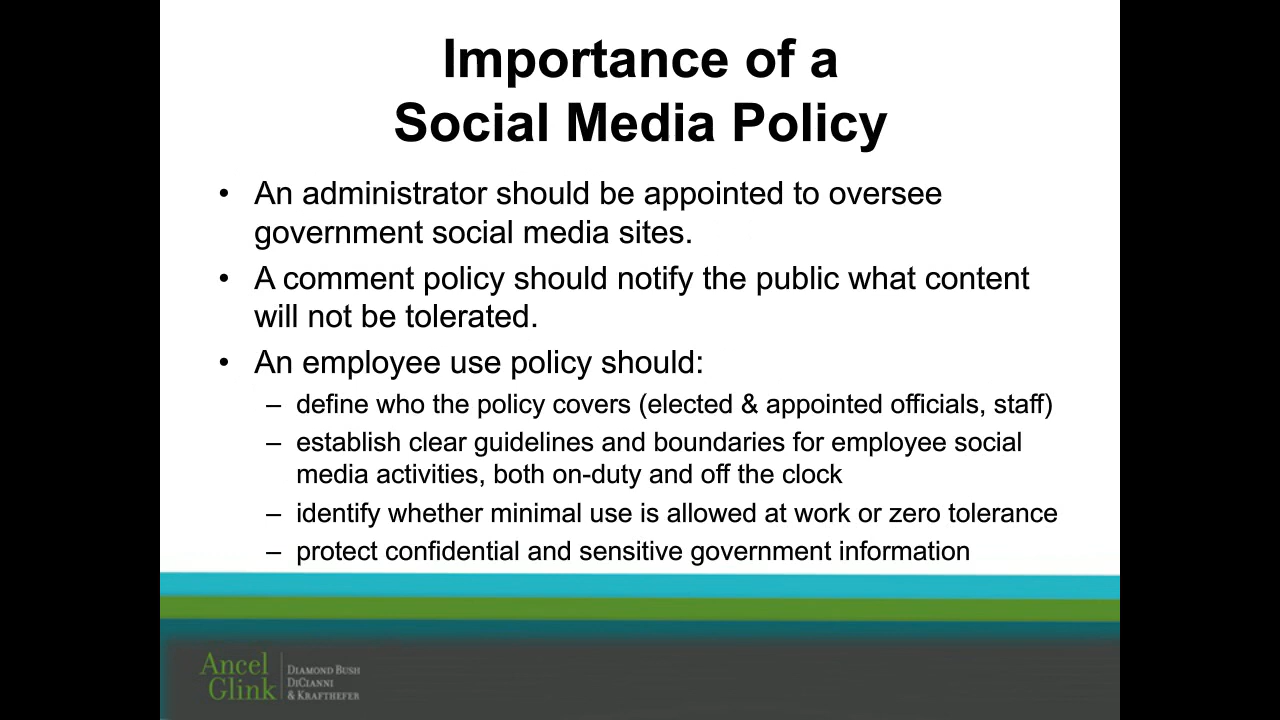 Importance of a
Social Media Policy
• An administrator should be appointed to oversee
government social media sites.
• A comment policy should notify the public what content
will not be tolerated.
• An employee use policy should:
– define who the policy covers (elected & appointed officials, staff)
– establish clear guidelines and boundaries for employee social
media activities, both on-duty and off the clock
– identify whether minimal use is allowed at work or zero tolerance
– protect confidential and sensitive government information
Ancel
Glink
DIAMOND BUSH
DICIANNI
& KRAFTHEFER